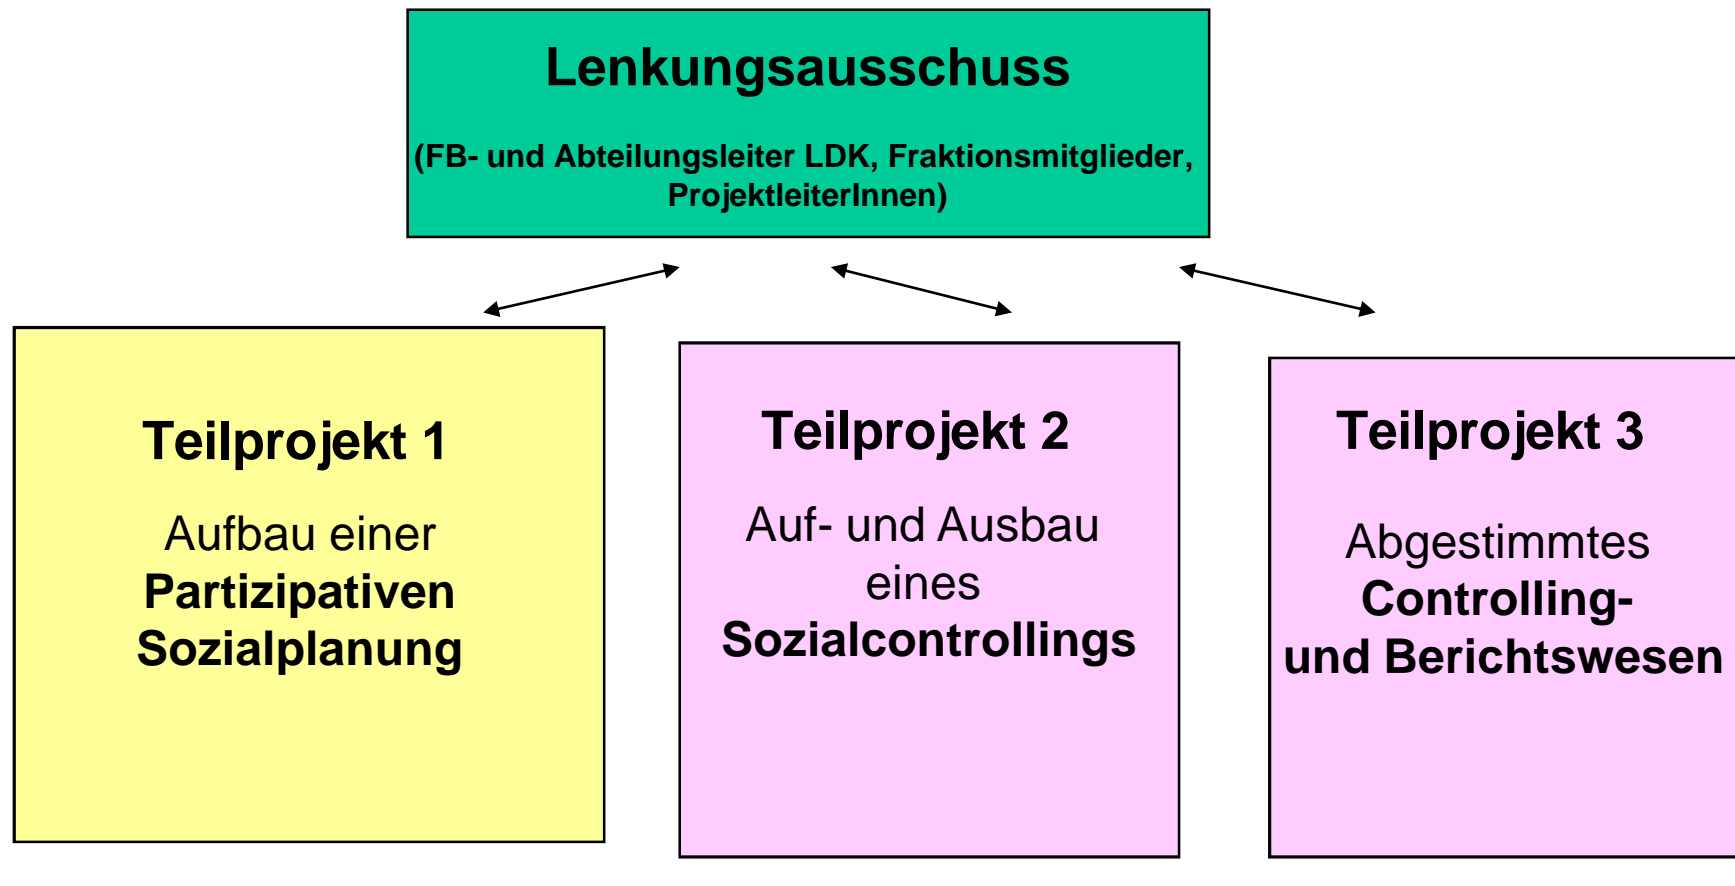 Lenkungsausschuss
(FB- und Abteilungsleiter LDK, Fraktionsmitglieder,
ProjektleiterInnen)
Teilprojekt 1
Aufbau einer
Partizipativen
Sozialplanung
Teilprojekt 2
Auf- und Ausbau
eines
Sozialcontrollings
Teilprojekt 3
Abgestimmtes
Controlling-
und Berichtswesen